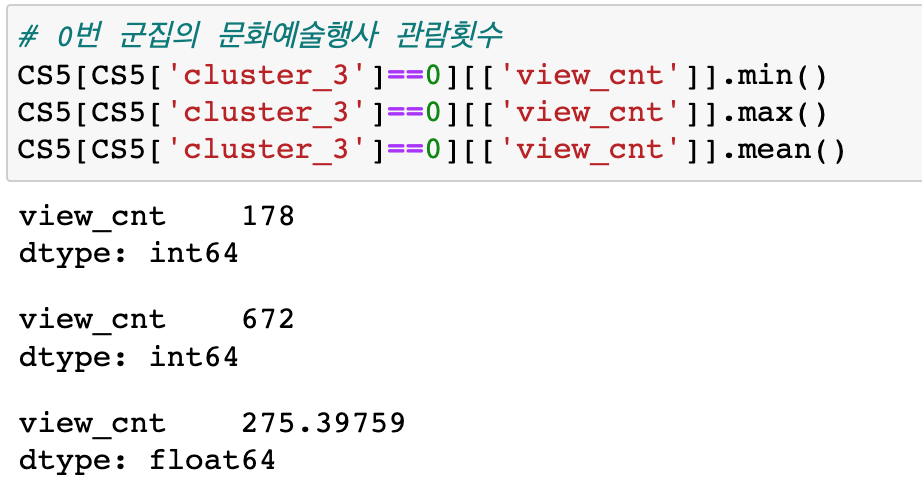 # 0번 군집의 문화예술행사 관람횟수
CS5[CS5['cluster_3']==0][['view_cnt']].min()
CS5[CS5['cluster_3']==0][['view_cnt']].max()
CS5[CS5['cluster_3']==0][['view_cnt']].mean()
view_cnt    178
dtype: int64
view_cnt    672
dtype: int64
view_cnt    275.39759
dtype: float64